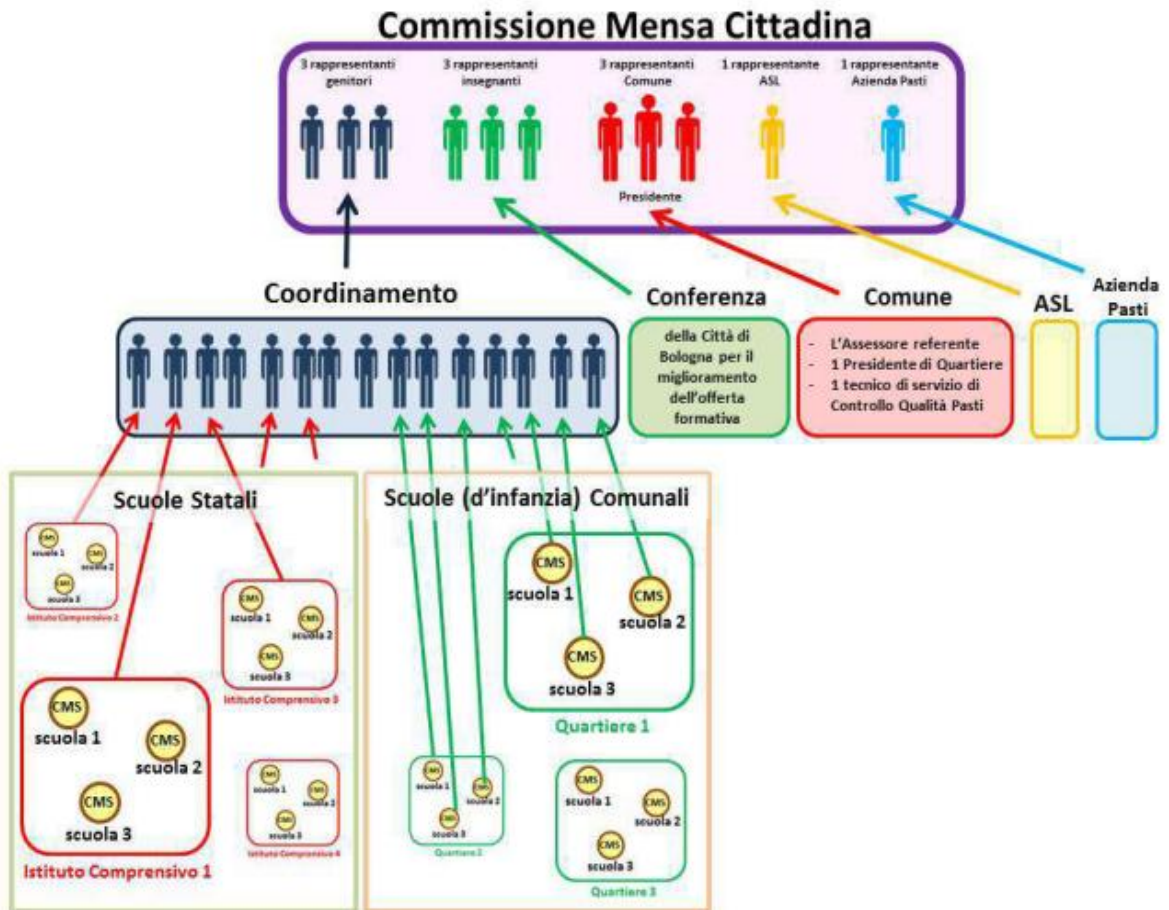 Commissione Mensa Cittadina
3 rappresentanti
genitori
3 rappresentanti
insegnanti
3 rappresentanti
Comune
1 rappresentante
ASL
1 rappresentante
Azienda Pasti
Presidente
Coordinamento
Conferenza
Comune
ASL
Azienda
Pasti
della Città di
Bologna per il
miglioramento
dell'offerta
formativa
- L'Assessore referente
- 1 Presidente di Quartiere
- 1 tecnico di servizio di
Controllo Qualità Pasti
Scuole Statali
CMS
scuola 1
CMS
scuola 2
CMS
scuola 3
Istituto Comprensivo 2
CMS
scuola 1
CMS
scuola 2
CMS
scuola 3
Istituto Comprensivo 3
CMS
scuola 1
CMS
scuola 2
CMS
scuola 3
Istituto Comprensivo 1
CMS
scuola 1
CMS
scuola 2
CMS
scuola 3
Istituto Comprensivo 4
Scuole (d'infanzia) Comunali
CMS
scuola 1
CMS
scuola 2
CMS
scuola 3
Quartiere 1
CMS
scuola 1
CMS
scuola 2
CMS
scuola 3
Quartiere 2
CMS
scuola 1
CMS
scuola 2
CMS
scuola 3
Quartiere 3